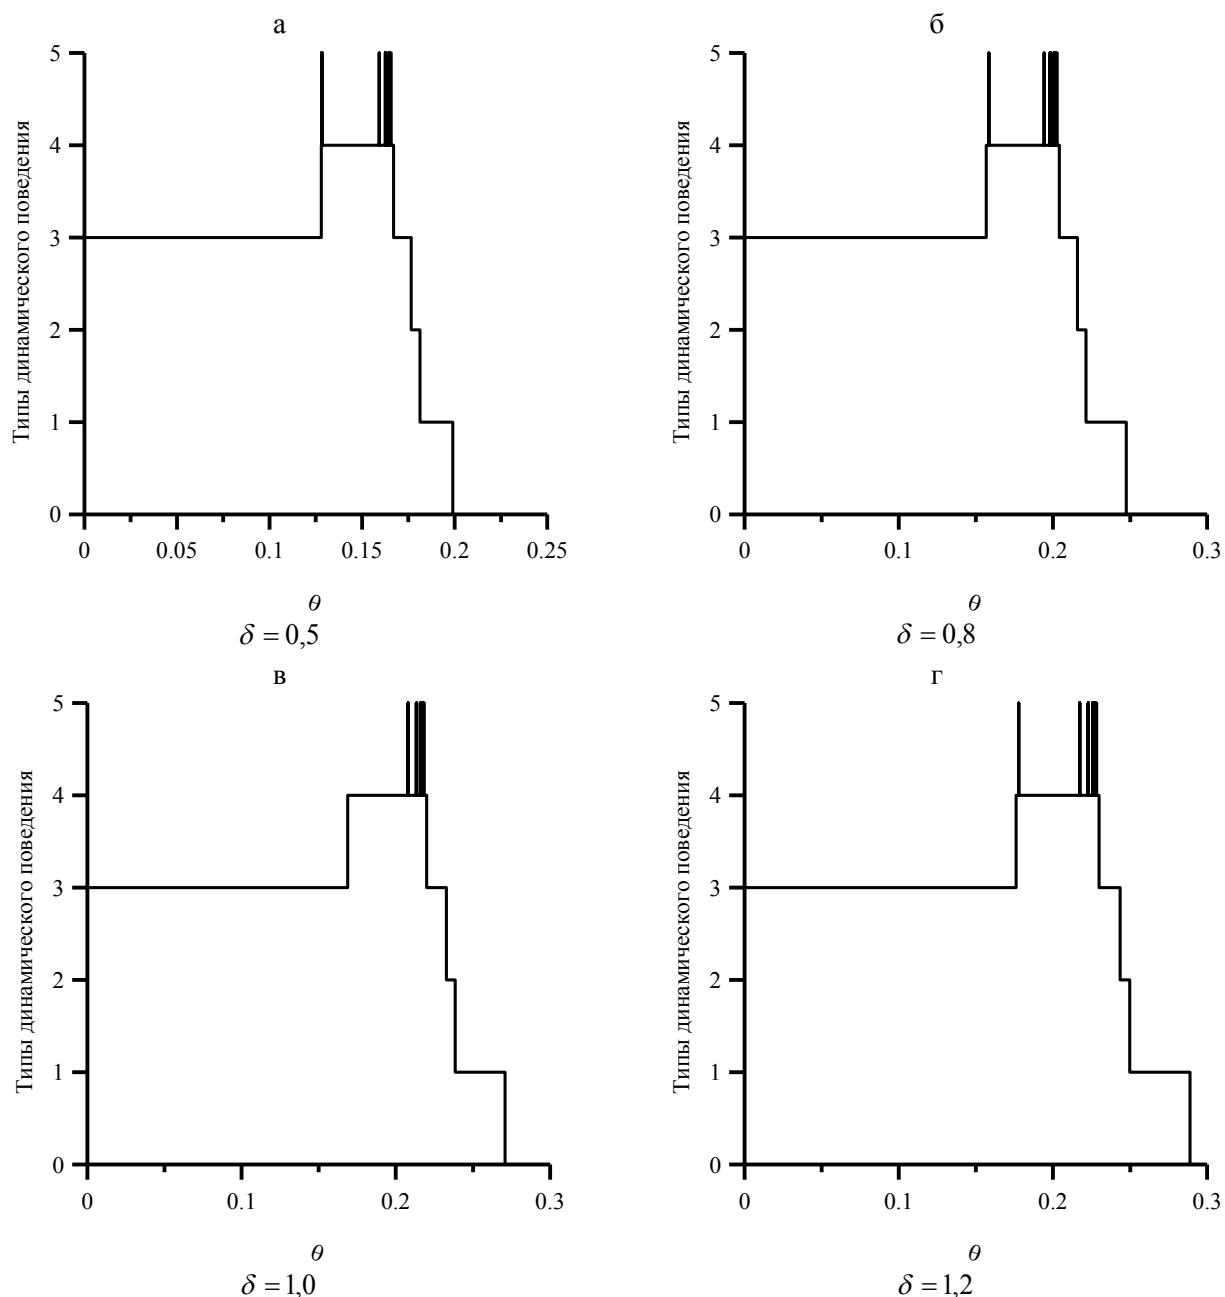 а
5
4
3
2
1
0
Типы динамического поведения
0 0.05 0.1 0.15 0.2 0.25
θ
δ = 0,5
б
5
4
3
2
1
0
Типы динамического поведения
0 0.1 0.2 0.3
θ
δ = 0,8
в
5
4
3
2
1
0
Типы динамического поведения
0 0.1 0.2 0.3
θ
δ = 1,0
г
5
4
3
2
1
0
Типы динамического поведения
0 0.1 0.2 0.3
θ
δ = 1,2